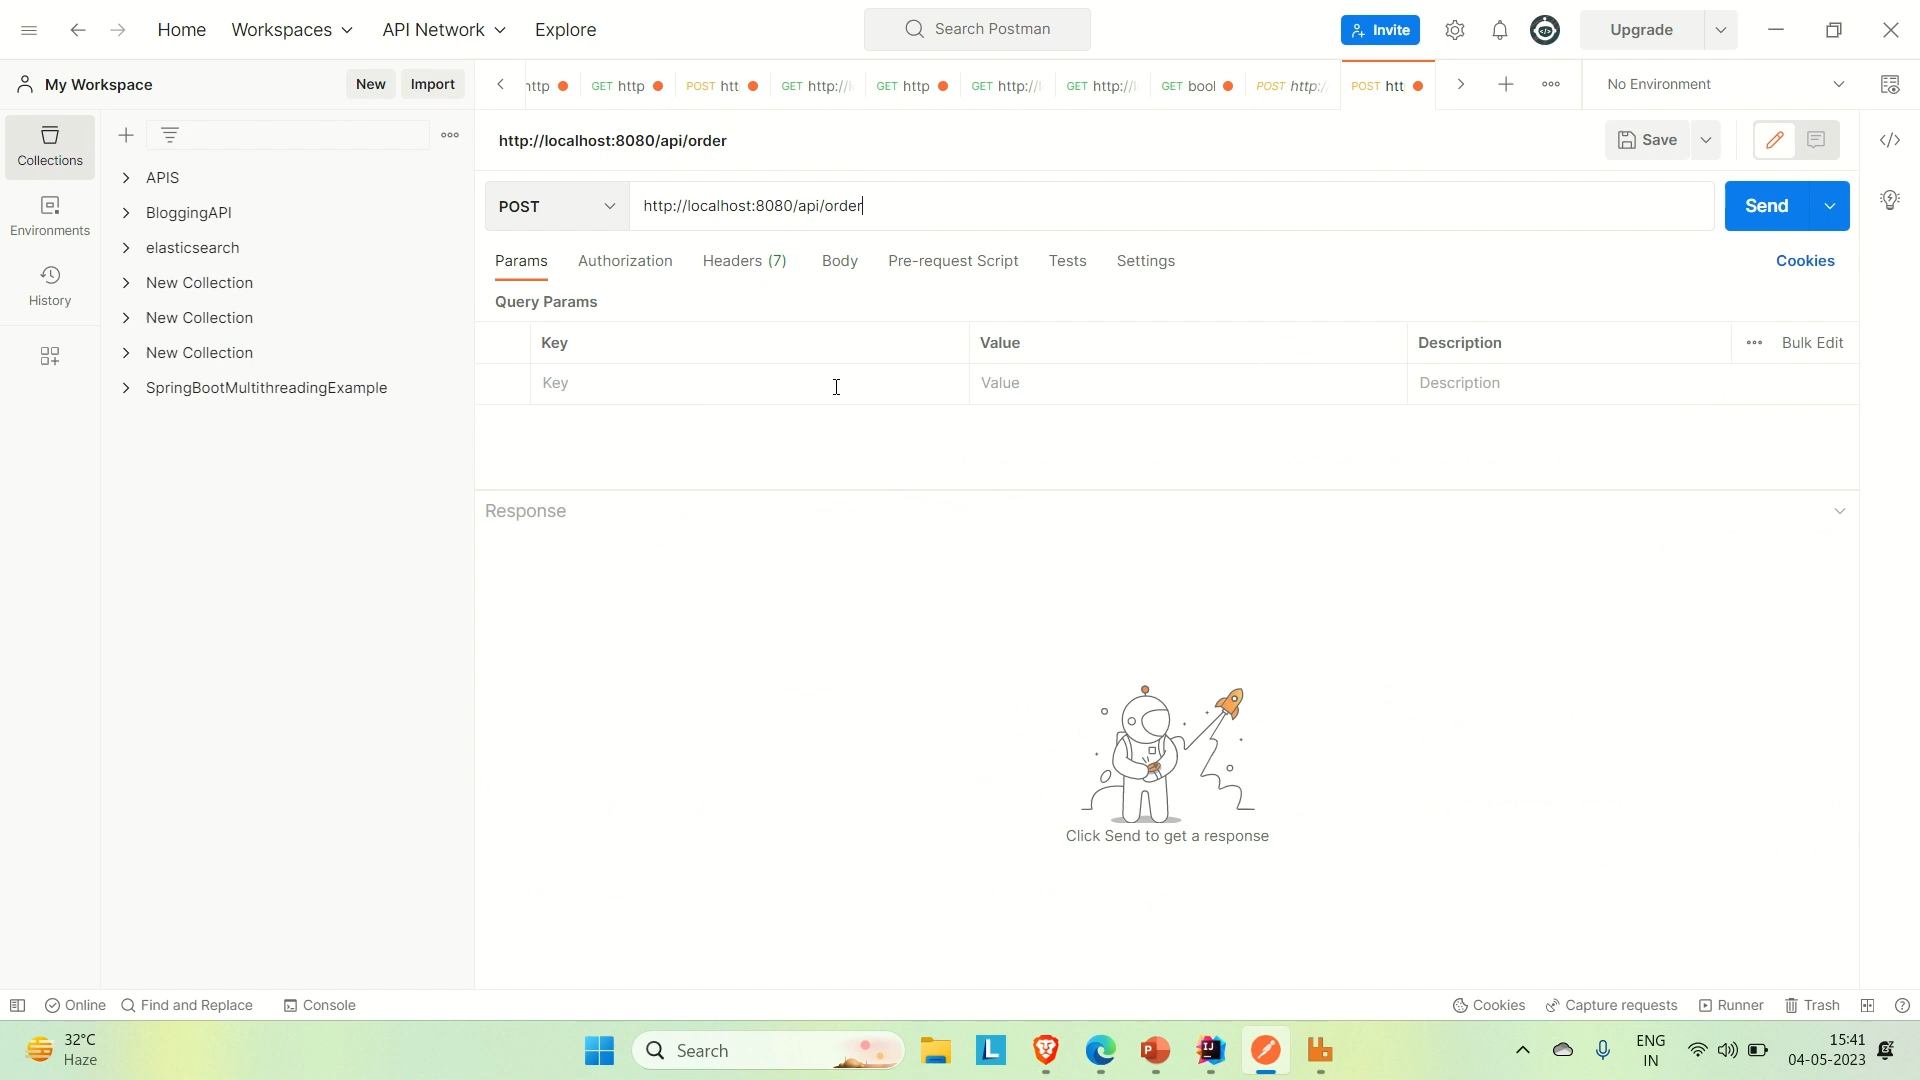 Home Workspaces API Network Explore Search Postman Invite Upgrade
My Workspace New Import ttp GET http POST htt GET http:// GET http GET http:// GET http:// GET bool POST http:/ POST htt No Environment
Collections
Environments
History
APIS
BloggingAPI
elasticsearch
New Collection
New Collection
New Collection
SpringBootMultithreadingExample
http://localhost:8080/api/order Save
POST http://localhost:8080/api/order Send
Params Authorization Headers (7) Body Pre-request Script Tests Settings Cookies
Query Params
Key Value Description Bulk Edit
Key Value Description
Response
Click Send to get a response
Online Find and Replace Console Cookies Capture requests Runner Trash
32°C
Haze
Search
ENG
IN
15:41
04-05-2023